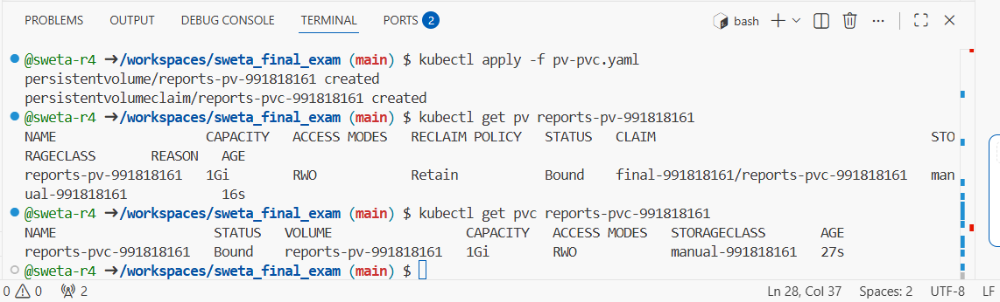 PROBLEMS OUTPUT DEBUG CONSOLE TERMINAL PORTS 2 bash
@sweta-r4 ➜/workspaces/sweta_final_exam (main) $ kubectl apply -f pv-pvc.yaml
persistentvolume/reports-pv-991818161 created
persistentvolumeclaim/reports-pvc-991818161 created
@sweta-r4 ➜/workspaces/sweta_final_exam (main) $ kubectl get pv reports-pv-991818161
NAME CAPACITY ACCESS MODES RECLAIM POLICY STATUS CLAIM STO
RAGECLASS REASON AGE
reports-pv-991818161 1Gi RWO Retain Bound final-991818161/reports-pvc-991818161 man
ual-991818161 16s
@sweta-r4 ➜/workspaces/sweta_final_exam (main) $ kubectl get pvc reports-pvc-991818161
NAME STATUS VOLUME CAPACITY ACCESS MODES STORAGECLASS AGE
reports-pvc-991818161 Bound reports-pv-991818161 1Gi RWO manual-991818161 27s
@sweta-r4 ➜/workspaces/sweta_final_exam (main) $
0 0 2 Ln 28, Col 37 Spaces: 2 UTF-8 LF